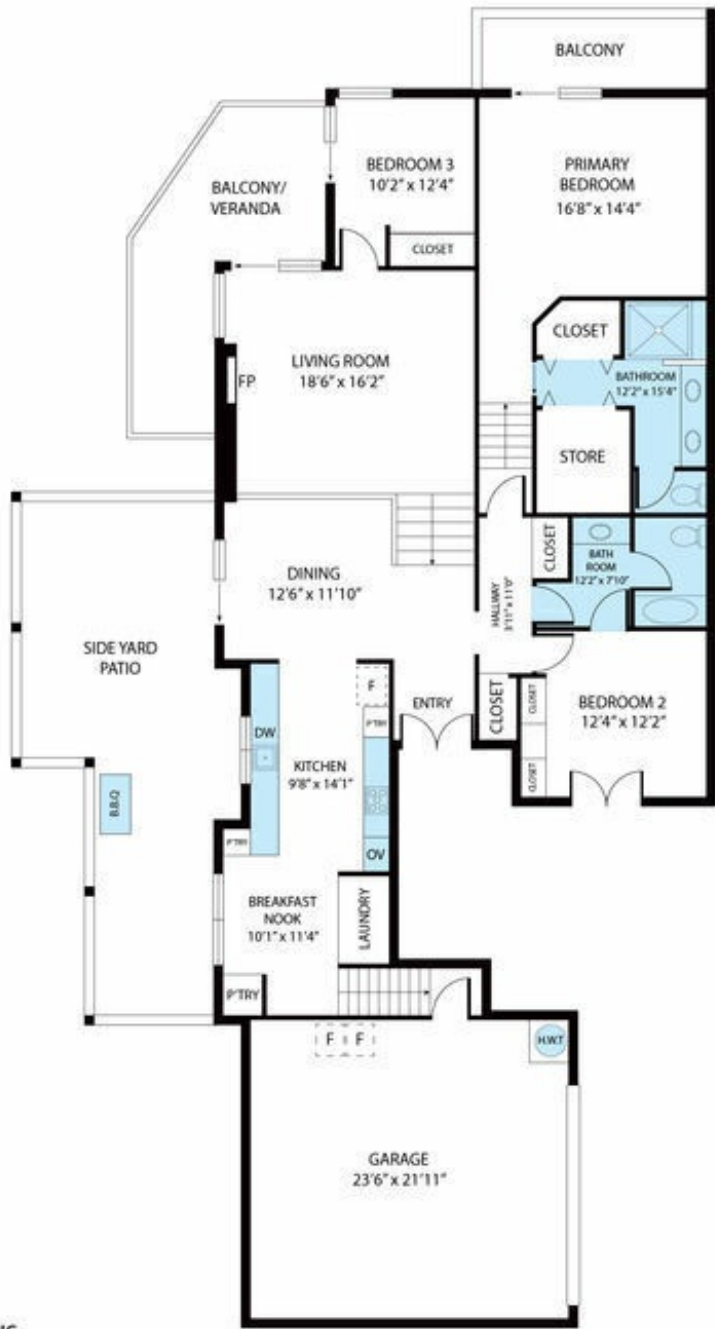 BALCONY
BEDROOM 3
10'2" x 12'4"
PRIMARY
BEDROOM
16'8" x 14'4"
BALCONY/
VERANDA
CLOSET
CLOSET
LIVING ROOM
18'6" x 16'2"
FP
BATHROOM
12'2" x 15'4"
STORE
CLOSET
BATH
ROOM
12'2" x 7'10"
DINING
12'6" x 11'10"
HALLWAY
3'11" x 11'0"
SIDE YARD
PATIO
F
P'TRY
ENTRY
CLOSET
CLOSET
CLOSET
BEDROOM 2
12'4" x 12'2"
DW
KITCHEN
9'8" x 14'1"
B.B.Q
P'TRY
OV
BREAKFAST
NOOK
10'1" x 11'4"
LAUNDRY
P'TRY
F F
H.W.T
GARAGE
23'6" x 21'11"